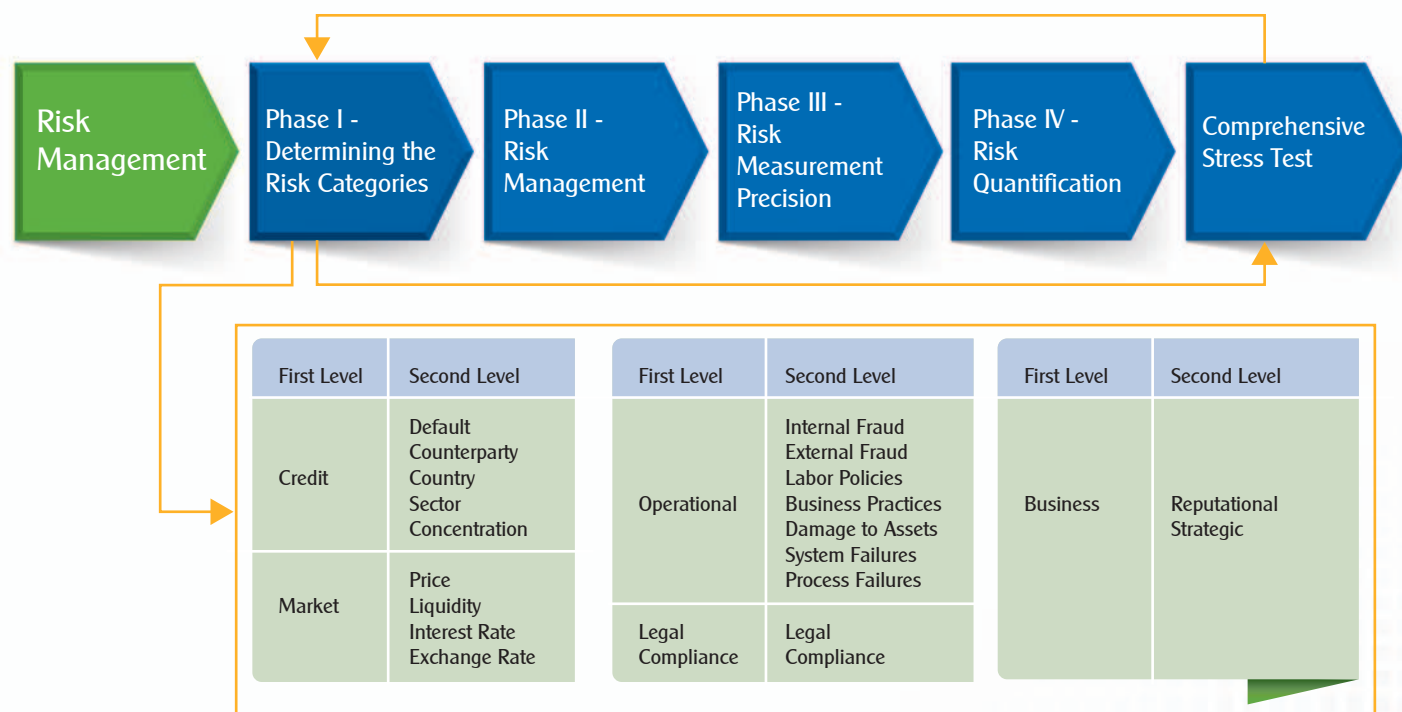 Risk
Management
Phase I -
Determining the
Risk Categories
Phase II -
Risk
Management
Phase III -
Risk
Measurement
Precision
Phase IV -
Risk
Quantification
Comprehensive
Stress Test
First Level
Second Level
Credit
Default
Counterparty
Country
Sector
Concentration
Market
Price
Liquidity
Interest Rate
Exchange Rate
First Level
Second Level
Operational
Internal Fraud
External Fraud
Labor Policies
Business Practices
Damage to Assets
System Failures
Process Failures
Legal
Compliance
Legal
Compliance
First Level
Second Level
Business
Reputational
Strategic